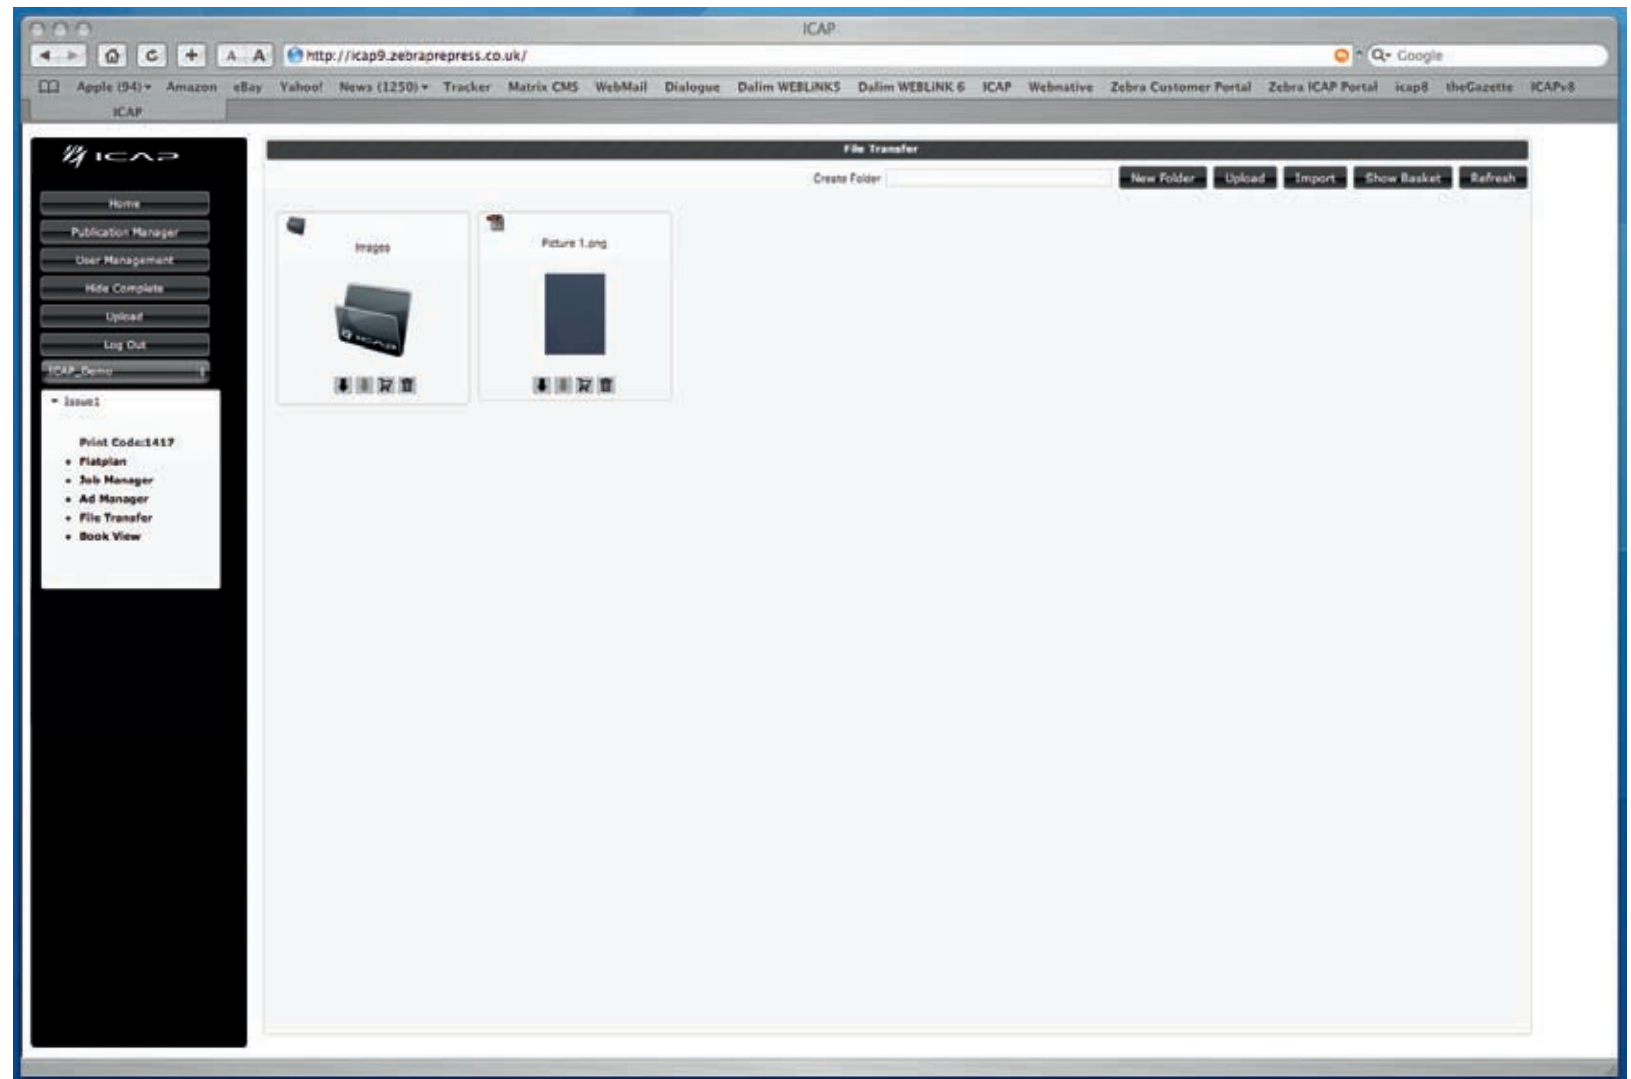 ICAP
http://icap9.zebraprepress.co.uk/
Google
Apple (94) Amazon eBay Yahoo! News (1250) Tracker Matrix CMS WebMail Dialogue Dalim WEBLiNK5 Dalim WEBLiNK 6 ICAP Webnative Zebra Customer Portal Zebra ICAP Portal icap8 theGazette ICAPv8
ICAP
ICAP
Home
Publication Manager
User Management
Hide Complete
Upload
Log Out
ICAP_Demo 1
Issue1
Print Code:1417
Flatplan
Job Manager
Ad Manager
File Transfer
Book View
File Transfer
Create Folder New Folder Upload Import Show Basket Refresh
Images
ICAP
Picture 1.png